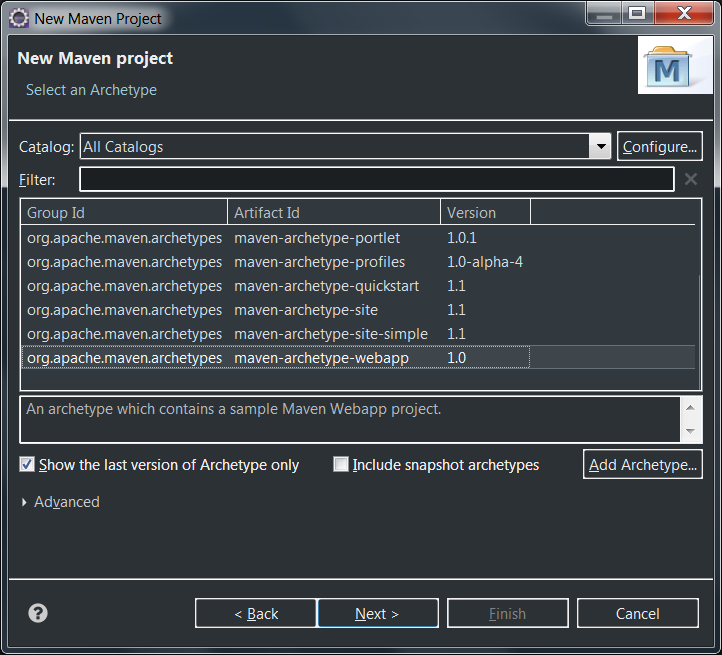 New Maven Project
New Maven project
Select an Archetype
M
Catalog: All Catalogs Configure...
Filter:
Group Id Artifact Id Version
org.apache.maven.archetypes maven-archetype-portlet 1.0.1
org.apache.maven.archetypes maven-archetype-profiles 1.0-alpha-4
org.apache.maven.archetypes maven-archetype-quickstart 1.1
org.apache.maven.archetypes maven-archetype-site 1.1
org.apache.maven.archetypes maven-archetype-site-simple 1.1
org.apache.maven.archetypes maven-archetype-webapp 1.0
An archetype which contains a sample Maven Webapp project.
Show the last version of Archetype only Include snapshot archetypes Add Archetype...
Advanced
? < Back Next > Finish Cancel